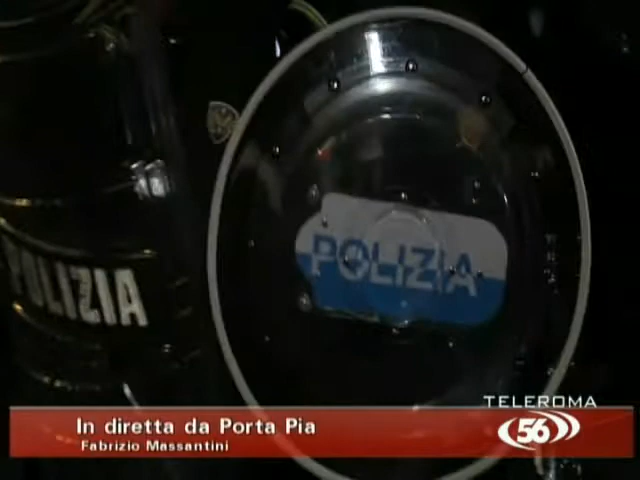 POLIZIA
POLIZIA
TELEROMA
56
In diretta da Porta Pia
Fabrizio Massantini